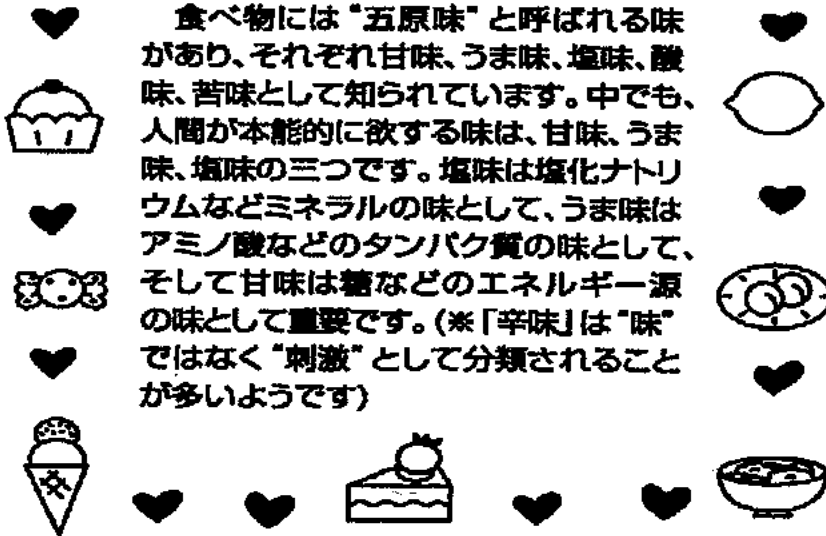 食べ物には“五原味”と呼ばれる味
があり、それぞれ甘味、うま味、塩味、酸
味、苦味として知られています。中でも、
人間が本能的に欲する味は、甘味、うま
味、塩味の三つです。塩味は塩化ナトリ
ウムなどミネラルの味として、うま味は
アミノ酸などのタンパク質の味として、
そして甘味は糖などのエネルギー源
の味として重要です。(※「辛味」は“味”
ではなく“刺激”として分類されること
が多いようです)